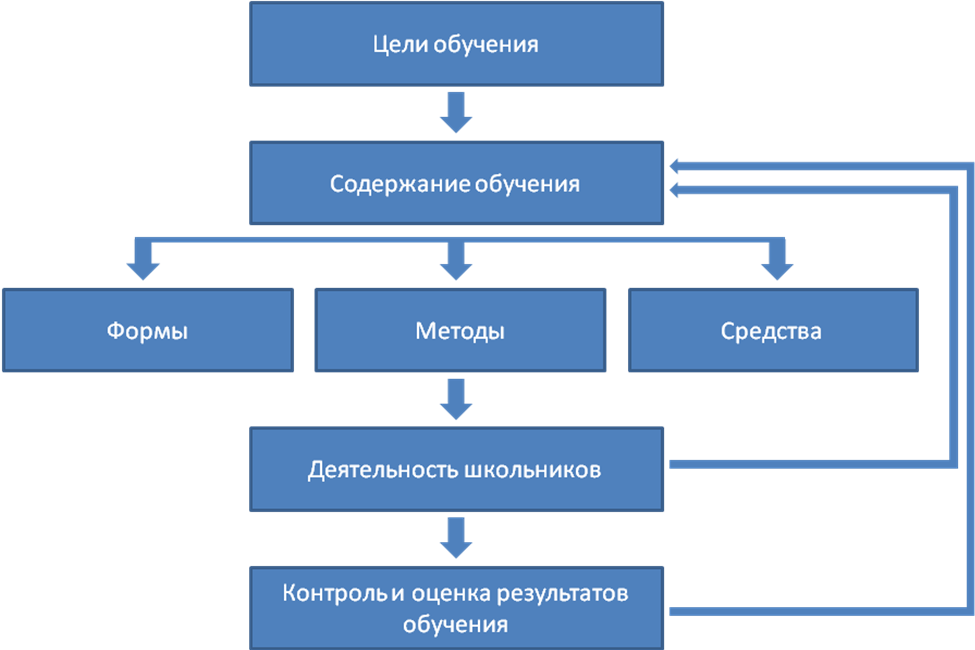 Цели обучения
Содержание обучения
Формы
Методы
Средства
Деятельность школьников
Контроль и оценка результатов
обучения